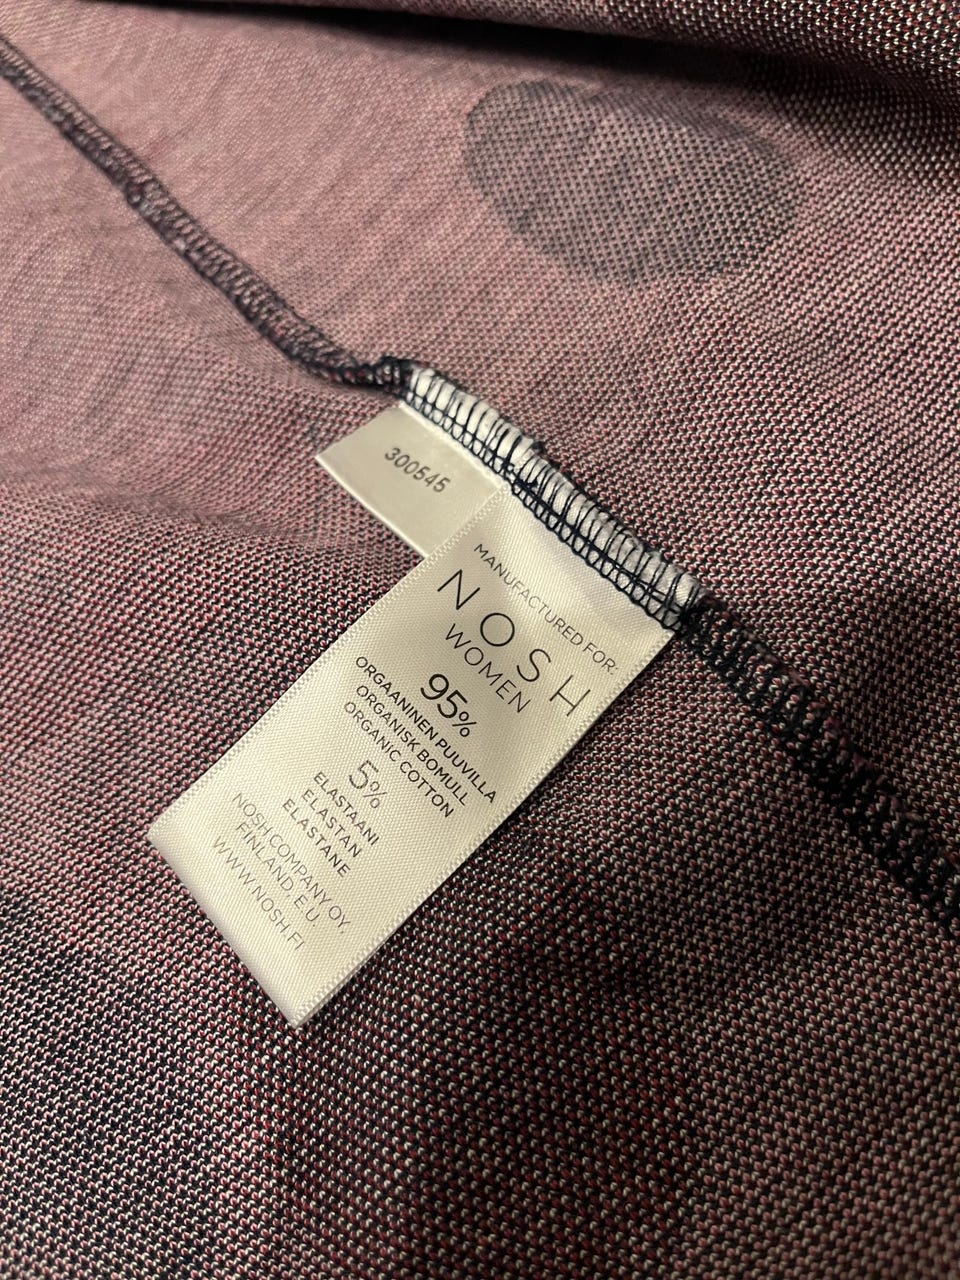 300545
MANUFACTURED FOR:
NOSH
WOMEN
95%
ORGAANINEN PUUVILLA
ORGANISK BOMULL
ORGANIC COTTON
5%
ELASTAANI
ELASTAN
ELASTANE
NOSH COMPANY OY,
FINLAND, E.U.
WWW.NOSH.FI